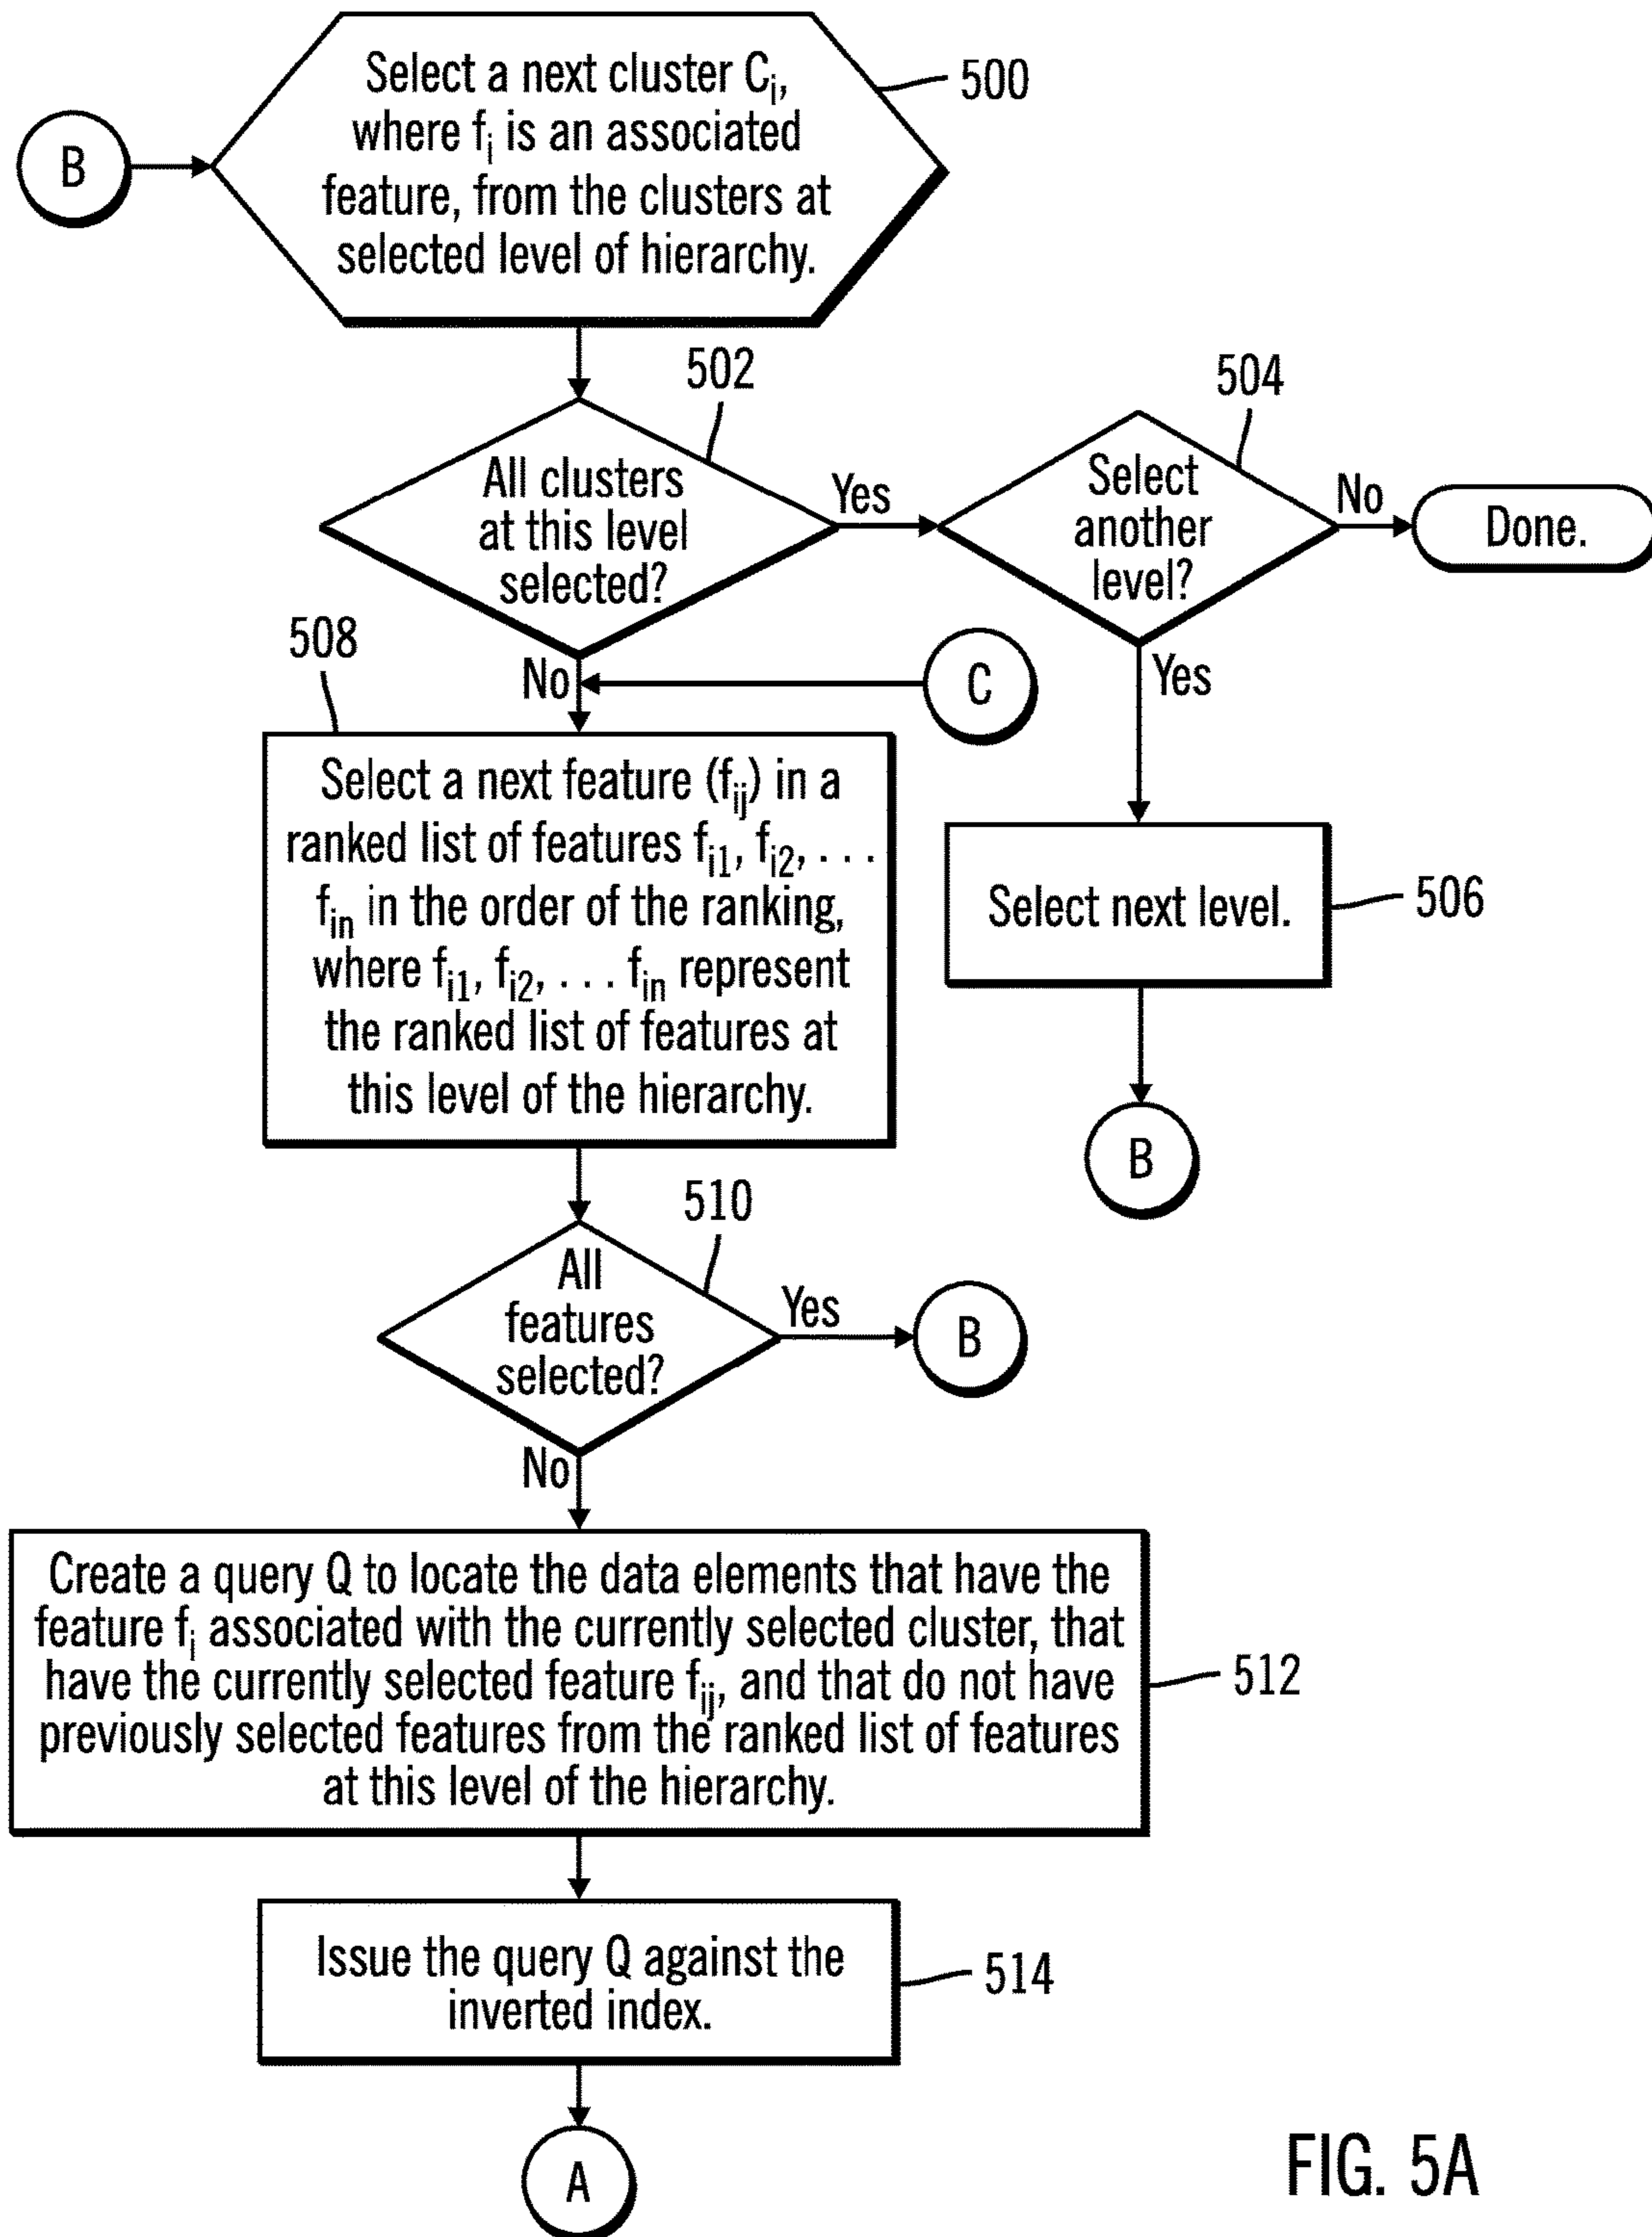 Select a next cluster Ci,
where fi is an associated
feature, from the clusters at
selected level of hierarchy.
500
B
502
504
All clusters
at this level
selected?
Yes
Select
another
level?
No
Done.
508
No
C
Yes
Select a next feature (fij) in a
ranked list of features fi1, fi2, . . .
fin in the order of the ranking,
where fi1, fi2, . . . fin represent
the ranked list of features at
this level of the hierarchy.
Select next level.
506
B
510
All
features
selected?
Yes
B
No
Create a query Q to locate the data elements that have the
feature fi associated with the currently selected cluster, that
have the currently selected feature fij, and that do not have
previously selected features from the ranked list of features
at this level of the hierarchy.
512
Issue the query Q against the
inverted index.
514
A
FIG. 5A